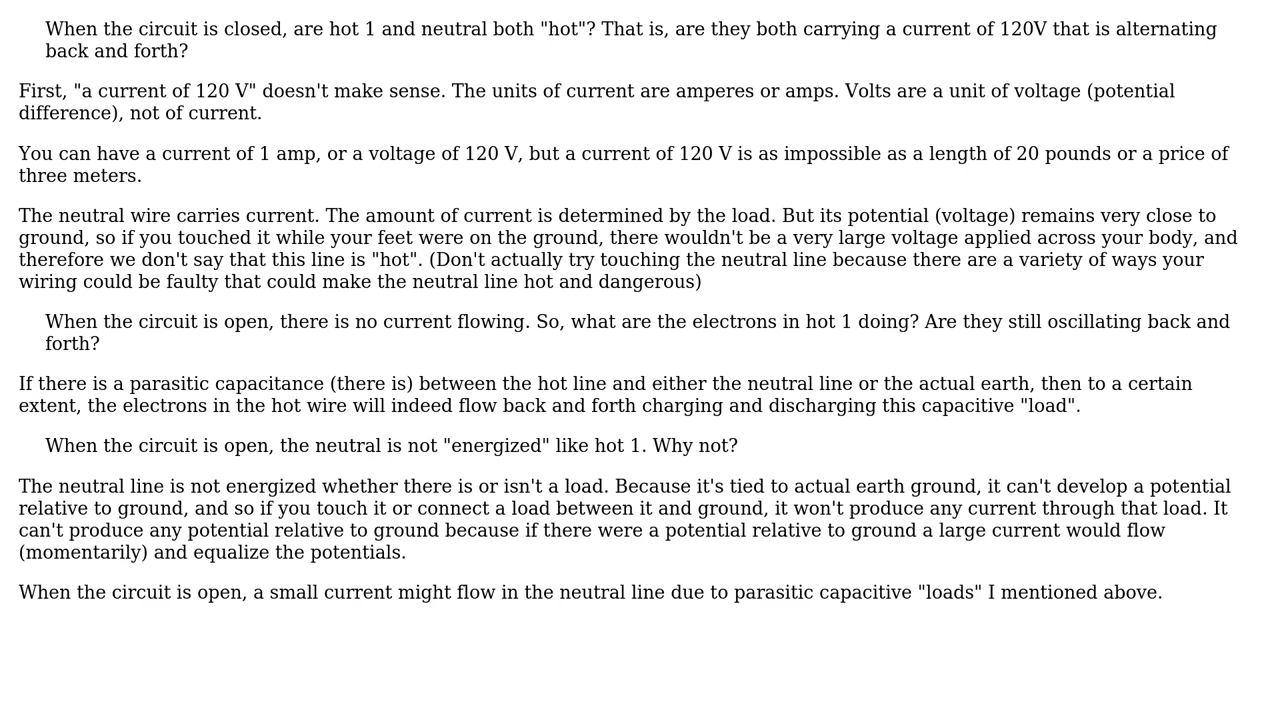 When the circuit is closed, are hot 1 and neutral both "hot"? That is, are they both carrying a current of 120V that is alternating
back and forth?
First, "a current of 120 V" doesn't make sense. The units of current are amperes or amps. Volts are a unit of voltage (potential
difference), not of current.
You can have a current of 1 amp, or a voltage of 120 V, but a current of 120 V is as impossible as a length of 20 pounds or a price of
three meters.
The neutral wire carries current. The amount of current is determined by the load. But its potential (voltage) remains very close to
ground, so if you touched it while your feet were on the ground, there wouldn't be a very large voltage applied across your body, and
therefore we don't say that this line is "hot". (Don't actually try touching the neutral line because there are a variety of ways your
wiring could be faulty that could make the neutral line hot and dangerous)
When the circuit is open, there is no current flowing. So, what are the electrons in hot 1 doing? Are they still oscillating back and
forth?
If there is a parasitic capacitance (there is) between the hot line and either the neutral line or the actual earth, then to a certain
extent, the electrons in the hot wire will indeed flow back and forth charging and discharging this capacitive "load".
When the circuit is open, the neutral is not "energized" like hot 1. Why not?
The neutral line is not energized whether there is or isn't a load. Because it's tied to actual earth ground, it can't develop a potential
relative to ground, and so if you touch it or connect a load between it and ground, it won't produce any current through that load. It
can't produce any potential relative to ground because if there were a potential relative to ground a large current would flow
(momentarily) and equalize the potentials.
When the circuit is open, a small current might flow in the neutral line due to parasitic capacitive "loads" I mentioned above.